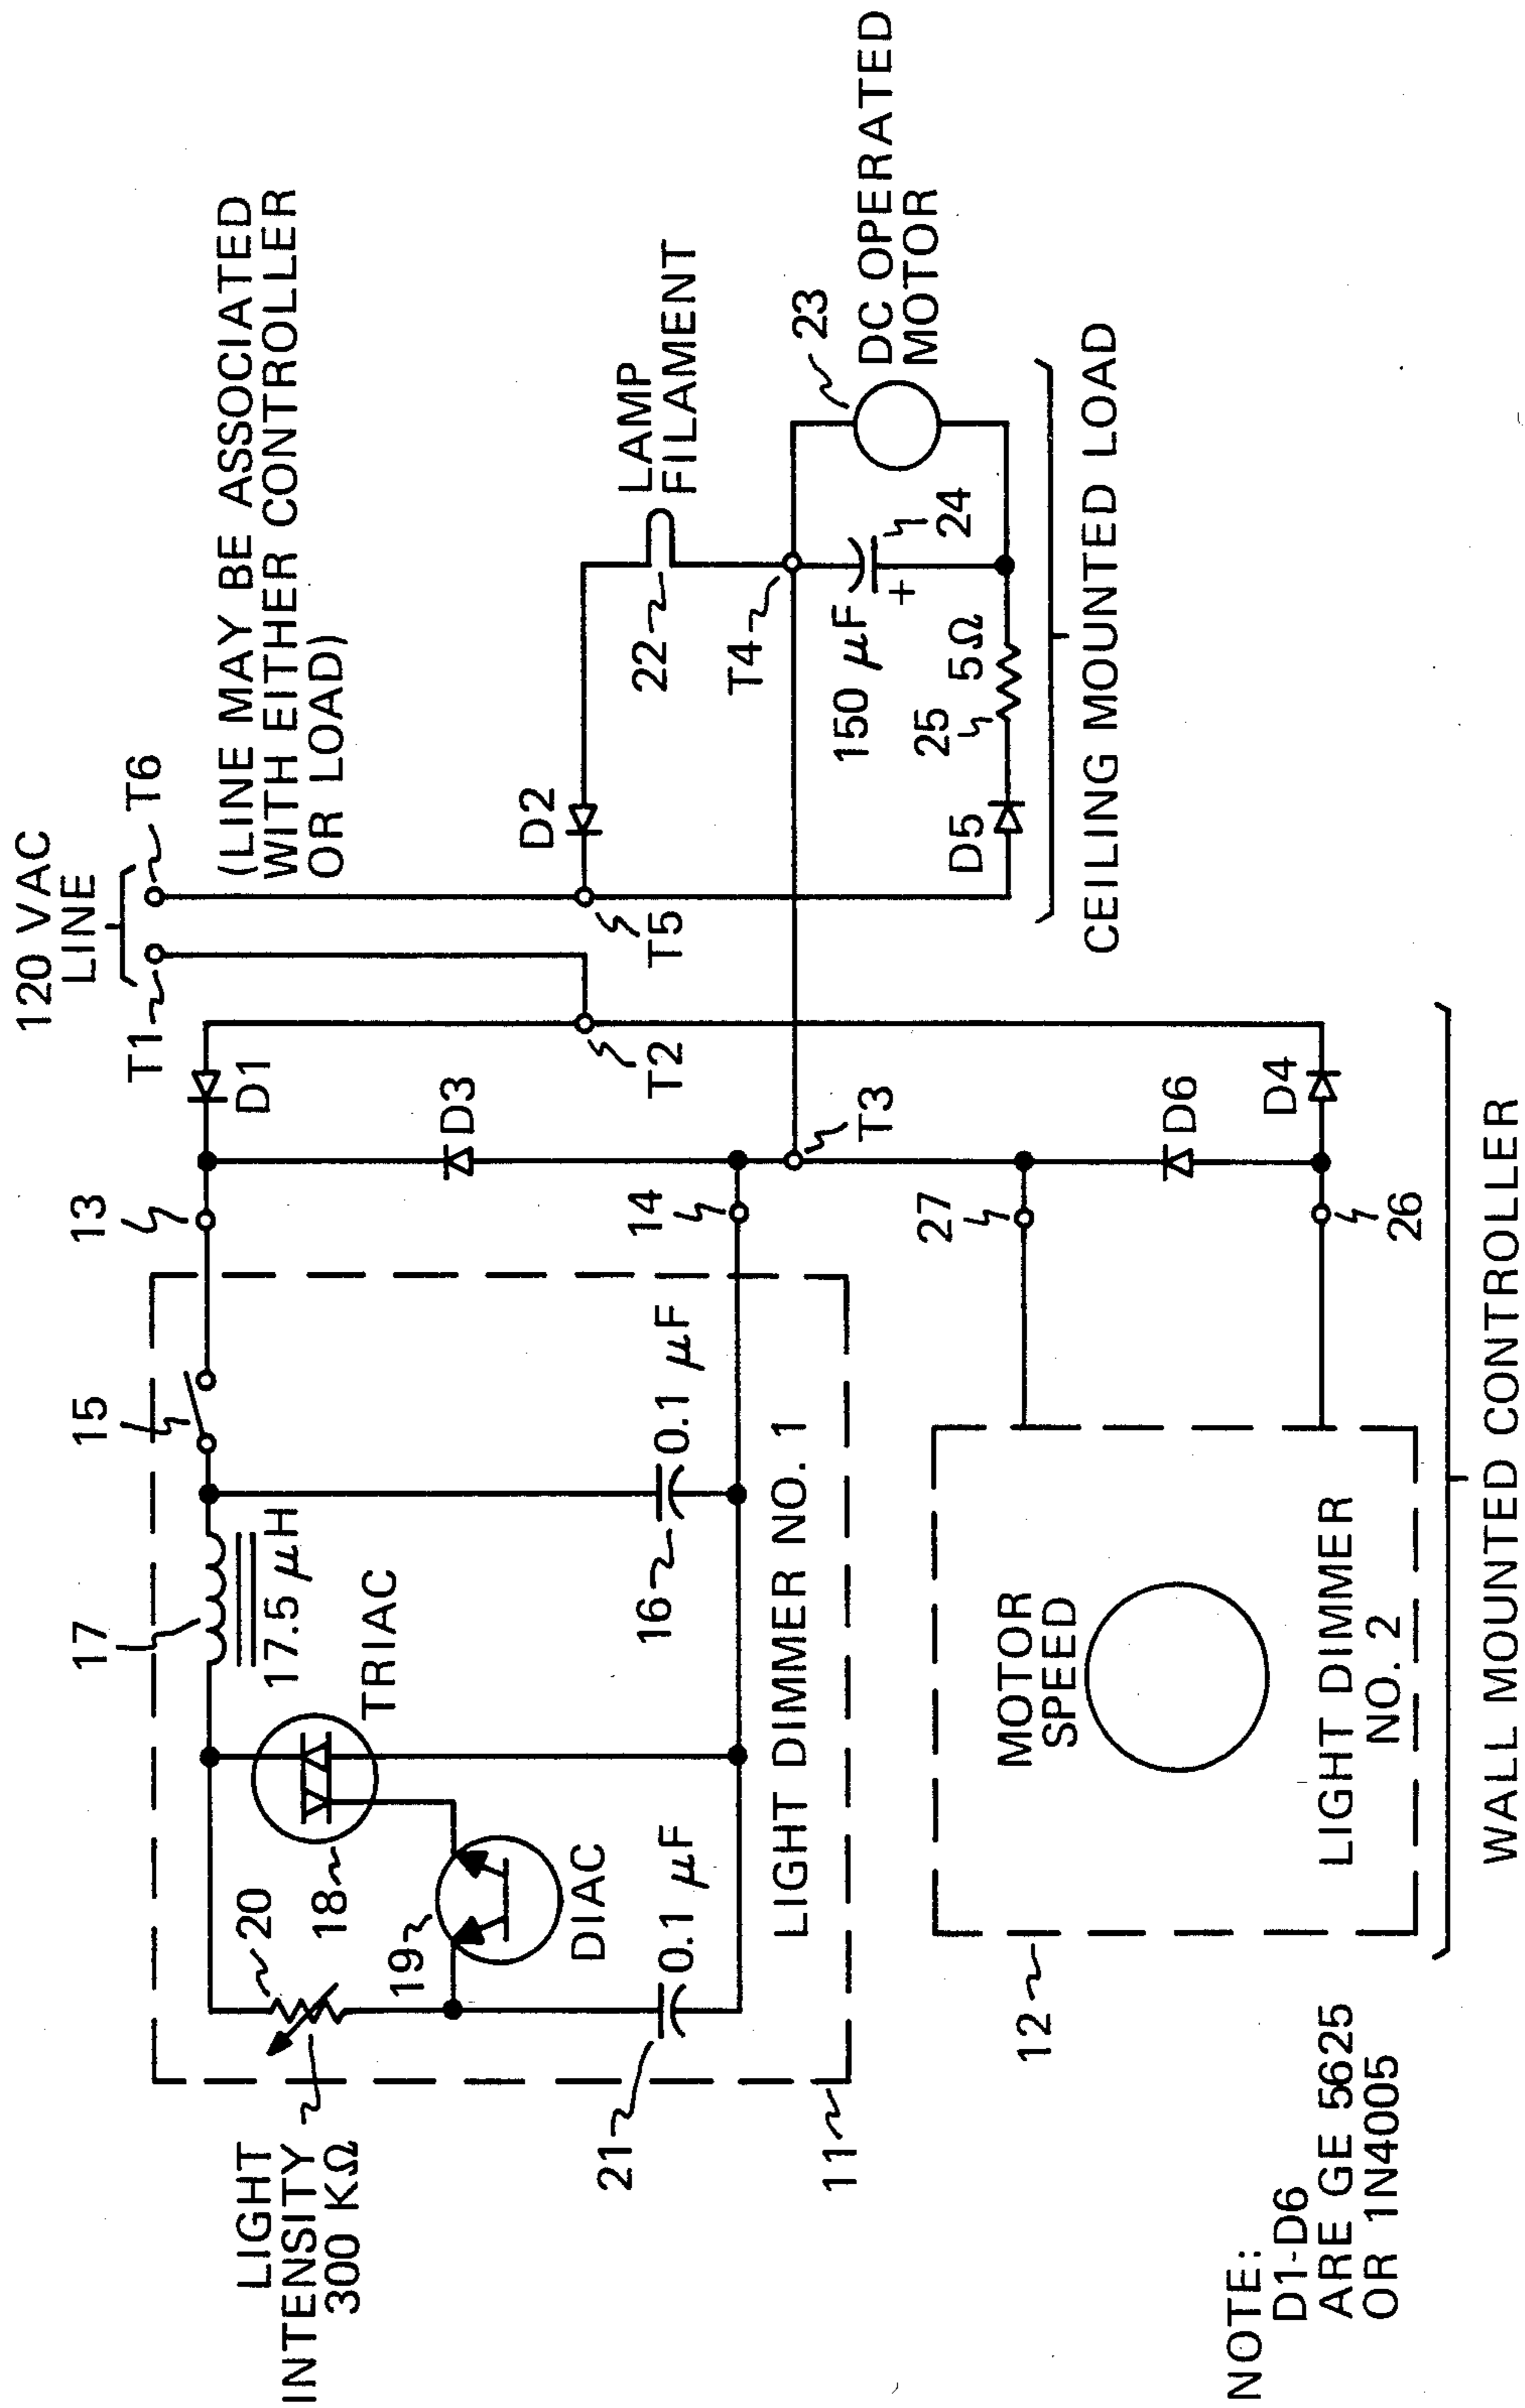 120 VAC
LINE
T1
T6
(LINE MAY BE ASSOCIATED
WITH EITHER CONTROLLER
OR LOAD)
D1
D2
D3
T2
T5
LAMP
FILAMENT
22
T4
T3
23
DC OPERATED
MOTOR
150 μF
+
24
25
5Ω
D5
D6
D4
CEILING MOUNTED LOAD
13
14
27
26
15
17
17.5 μH
TRIAC
18
16
0.1 μF
20
19
DIAC
21
0.1 μF
LIGHT
INTENSITY
300 KΩ
LIGHT DIMMER NO. 1
11
MOTOR
SPEED
LIGHT DIMMER
NO. 2
12
WALL MOUNTED CONTROLLER
NOTE:
D1-D6
ARE GE 5625
OR 1N4005